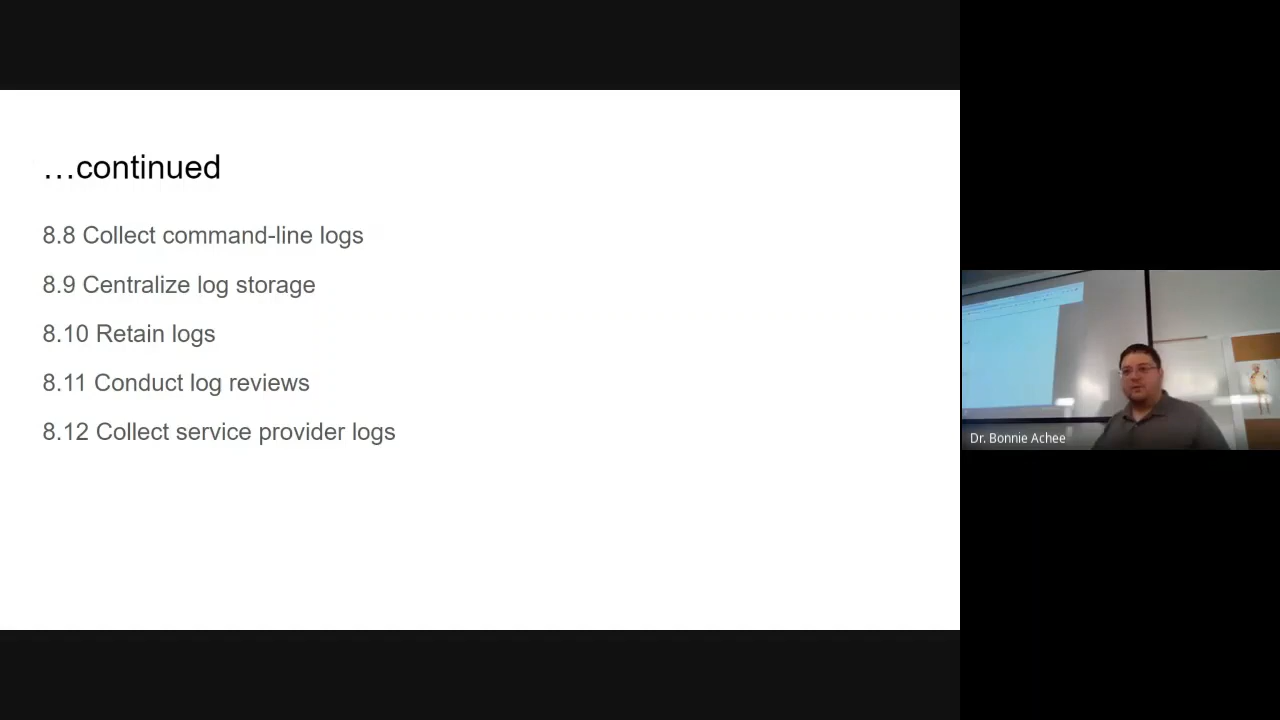 …continued
8.8 Collect command-line logs
8.9 Centralize log storage
8.10 Retain logs
8.11 Conduct log reviews
8.12 Collect service provider logs
Dr. Bonnie Achee